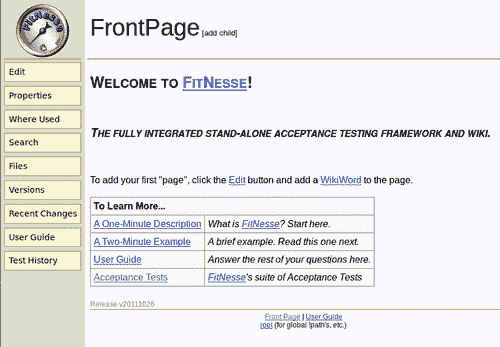 FitNesse
FrontPage [add child]
Edit
Properties
Where Used
Search
Files
Versions
Recent Changes
User Guide
Test History
WELCOME TO FITNESSE!
THE FULLY INTEGRATED STAND-ALONE ACCEPTANCE TESTING FRAMEWORK AND WIKI.
To add your first "page", click the Edit button and add a WikiWord to the page.
To Learn More...
A One-Minute Description What is FitNesse? Start here.
A Two-Minute Example A brief example. Read this one next.
User Guide Answer the rest of your questions here.
Acceptance Tests FitNesse's suite of Acceptance Tests
Release v20111026
Front Page | User Guide
root (for global !path's, etc.)